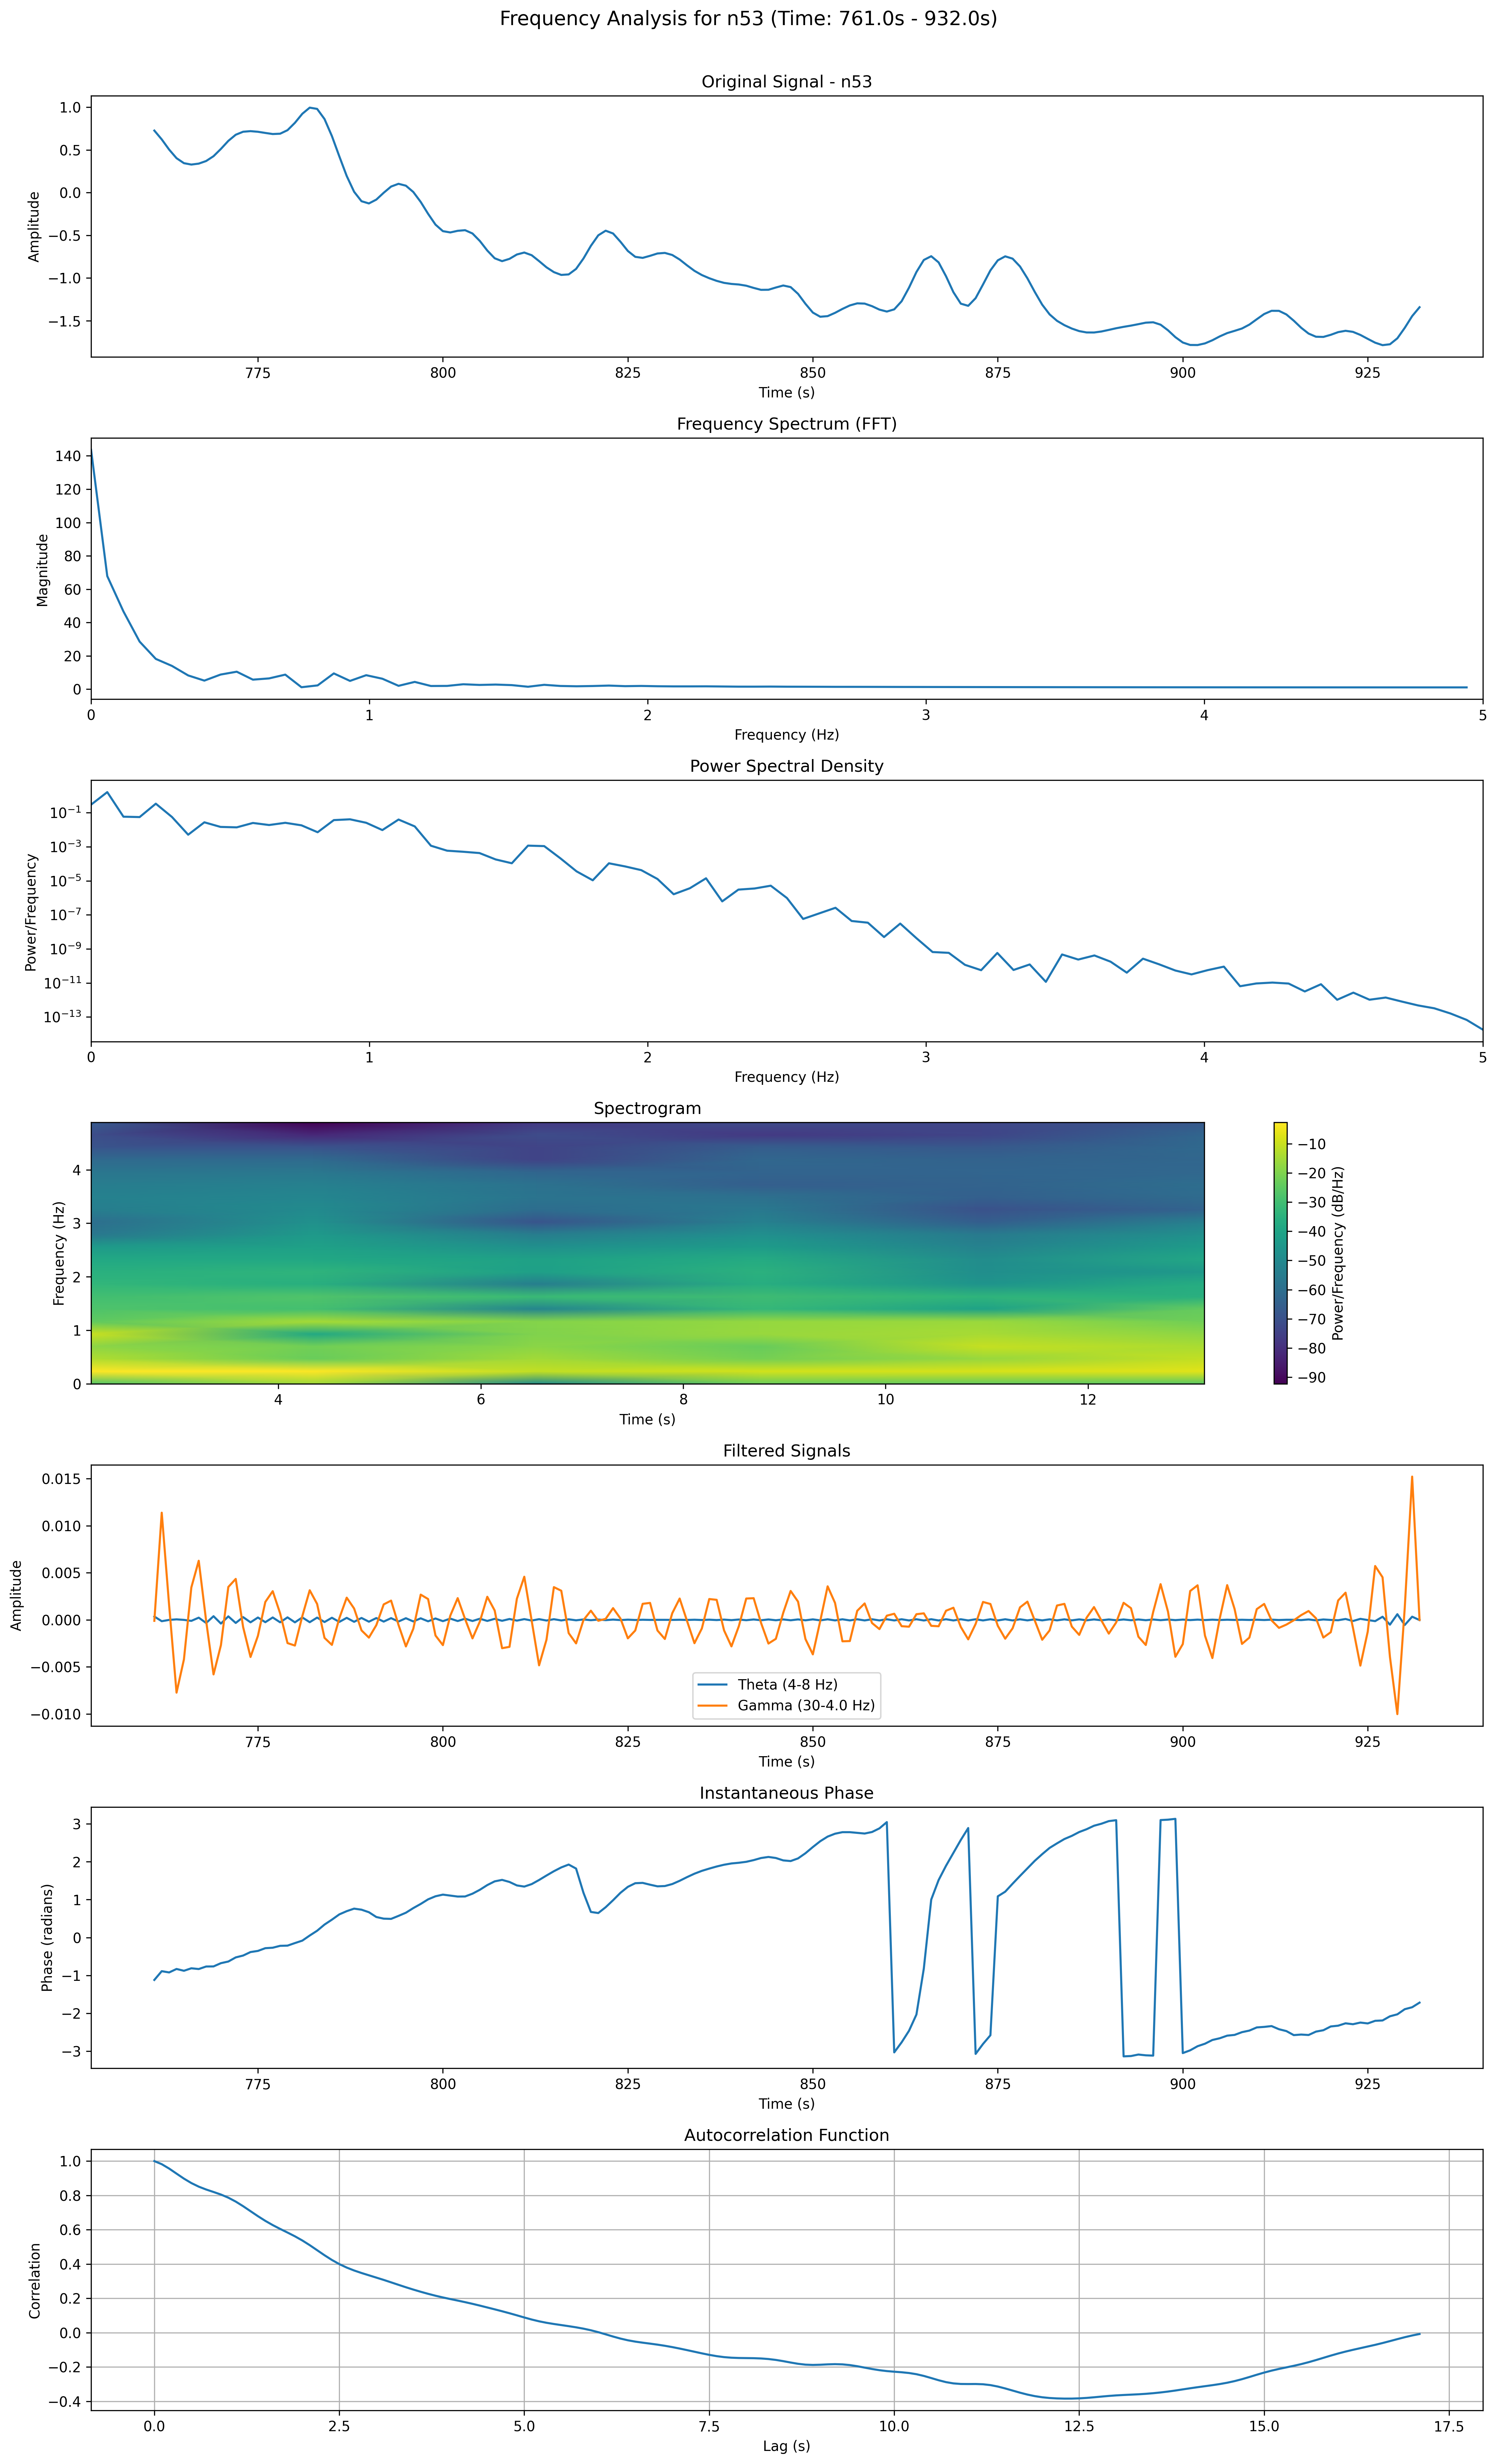 Frequency Analysis for n53 (Time: 761.0s - 932.0s)
Original Signal - n53
Amplitude
1.0
0.5
0.0
−0.5
−1.0
−1.5
775 800 825 850 875 900 925
Time (s)
Frequency Spectrum (FFT)
Magnitude
140
120
100
80
60
40
20
0
0 1 2 3 4 5
Frequency (Hz)
Power Spectral Density
Power/Frequency
10⁻¹
10⁻³
10⁻⁵
10⁻⁷
10⁻⁹
10⁻¹¹
10⁻¹³
0 1 2 3 4 5
Frequency (Hz)
Spectrogram
Frequency (Hz)
4
3
2
1
0
4 6 8 10 12
Time (s)
−10
−20
−30
−40
−50
−60
−70
−80
−90
Power/Frequency (dB/Hz)
Filtered Signals
Amplitude
0.015
0.010
0.005
0.000
−0.005
−0.010
Theta (4-8 Hz)
Gamma (30-4.0 Hz)
775 800 825 850 875 900 925
Time (s)
Instantaneous Phase
Phase (radians)
3
2
1
0
−1
−2
−3
775 800 825 850 875 900 925
Time (s)
Autocorrelation Function
Correlation
1.0
0.8
0.6
0.4
0.2
0.0
−0.2
−0.4
0.0 2.5 5.0 7.5 10.0 12.5 15.0 17.5
Lag (s)